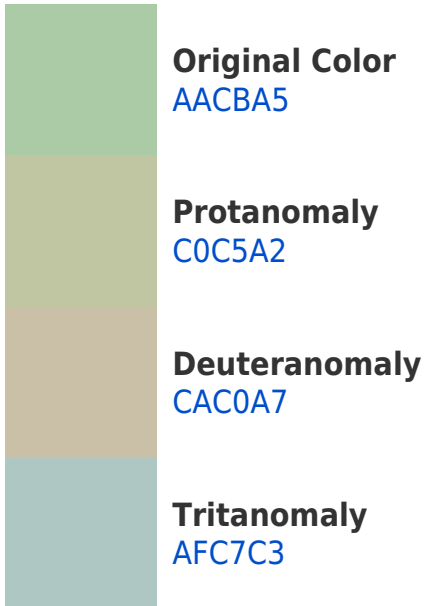 Original Color
AACBA5
Protanomaly
C0C5A2
Deuteranomaly
CAC0A7
Tritanomaly
AFC7C3